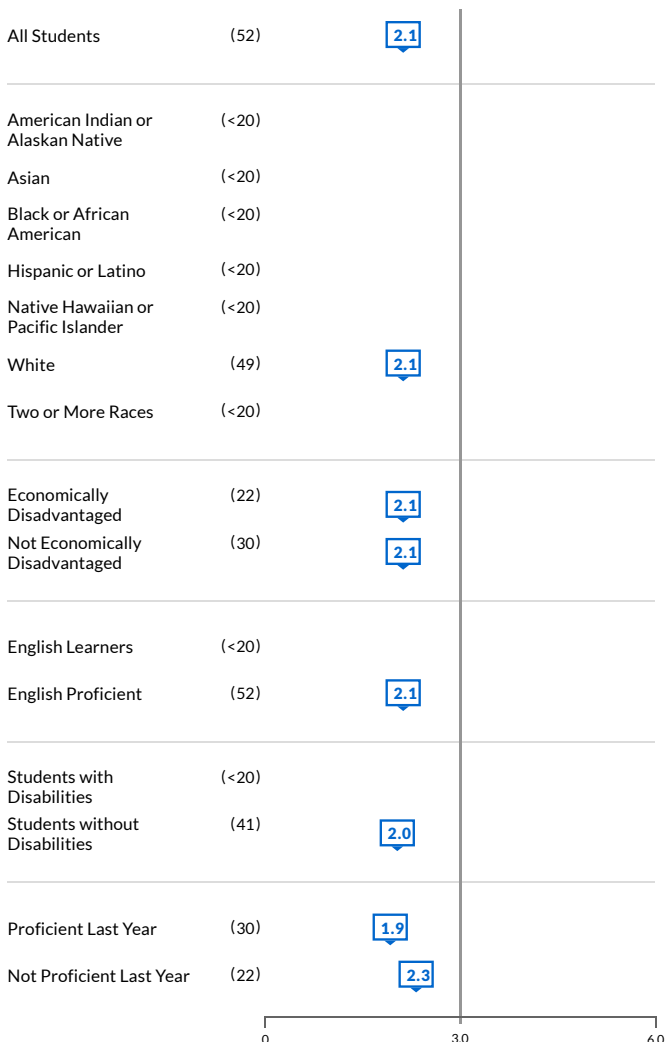 All Students (52) 2.1
American Indian or (<20)
Alaskan Native
Asian (<20)
Black or African (<20)
American
Hispanic or Latino (<20)
Native Hawaiian or (<20)
Pacific Islander
White (49) 2.1
Two or More Races (<20)
Economically (22) 2.1
Disadvantaged
Not Economically (30) 2.1
Disadvantaged
English Learners (<20)
English Proficient (52) 2.1
Students with (<20)
Disabilities
Students without (41) 2.0
Disabilities
Proficient Last Year (30) 1.9
Not Proficient Last Year (22) 2.3
0 3.0 6.0